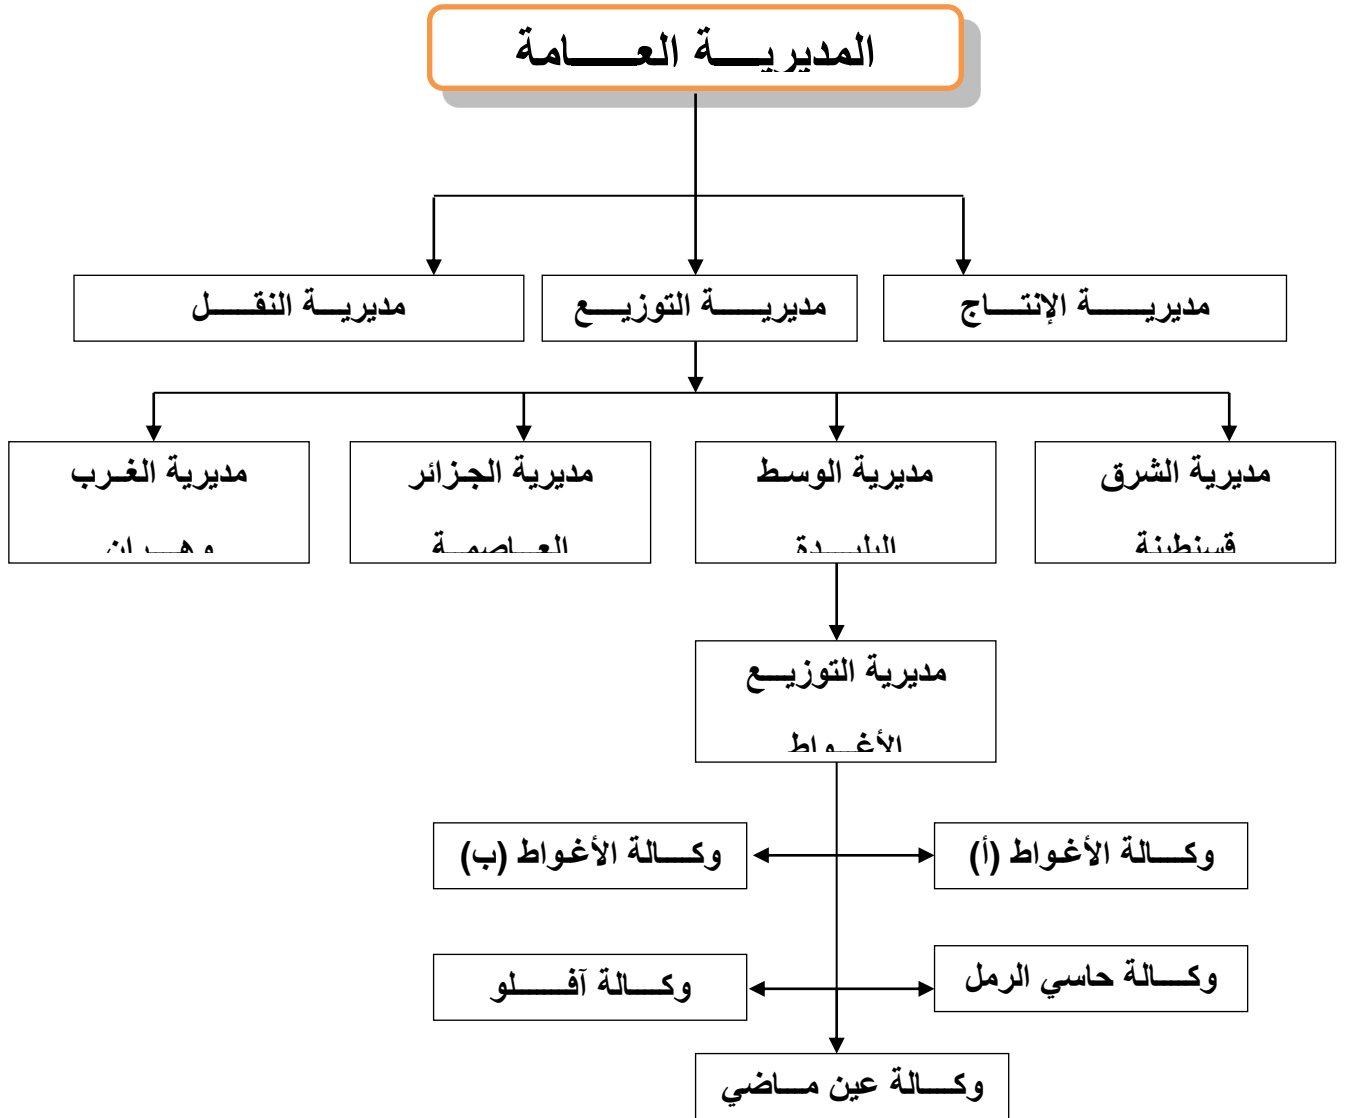 المديرية العامة
مديرية الإنتاج
مديرية التوزيع
مديرية النقل
مديرية الشرق
قسنطينة
مديرية الوسط
البليدة
مديرية الجزائر
العاصمة
مديرية الغرب
وهران
مديرية التوزيع
الأغواط
وكالة الأغواط (أ)
وكالة الأغواط (ب)
وكالة حاسي الرمل
وكالة آفلو
وكالة عين ماضي